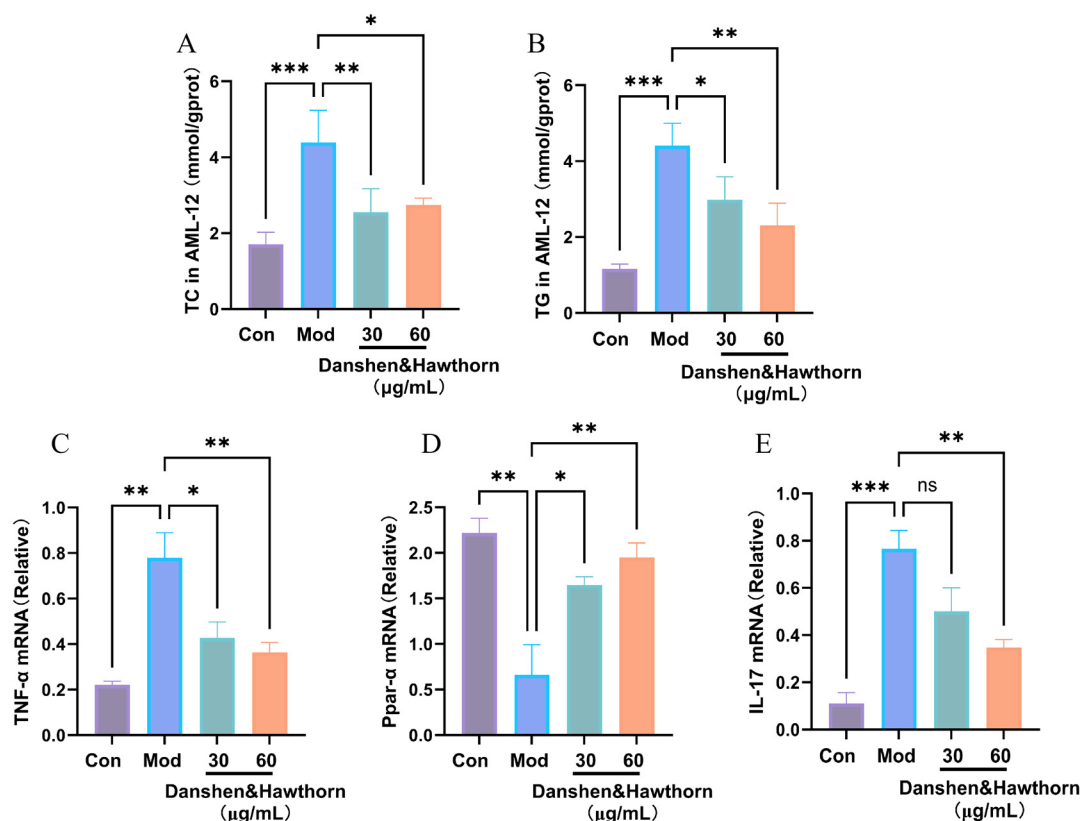 A
*
***
**
TC in AML-12 (mmol/gprot)
6
4
2
0
Con
Mod
30
60
Danshen&Hawthorn
(μg/mL)
B
**
***
*
TG in AML-12 (mmol/gprot)
6
4
2
0
Con
Mod
30
60
Danshen&Hawthorn
(μg/mL)
C
**
**
*
TNF-α mRNA(Relative)
1.0
0.8
0.6
0.4
0.2
0.0
Con
Mod
30
60
Danshen&Hawthorn
(μg/mL)
D
**
**
*
Ppar-α mRNA(Relative)
2.5
2.0
1.5
1.0
0.5
0.0
Con
Mod
30
60
Danshen&Hawthorn
(μg/mL)
E
**
***
ns
IL-17 mRNA(Relative)
1.0
0.8
0.6
0.4
0.2
0.0
Con
Mod
30
60
Danshen&Hawthorn
(μg/mL)